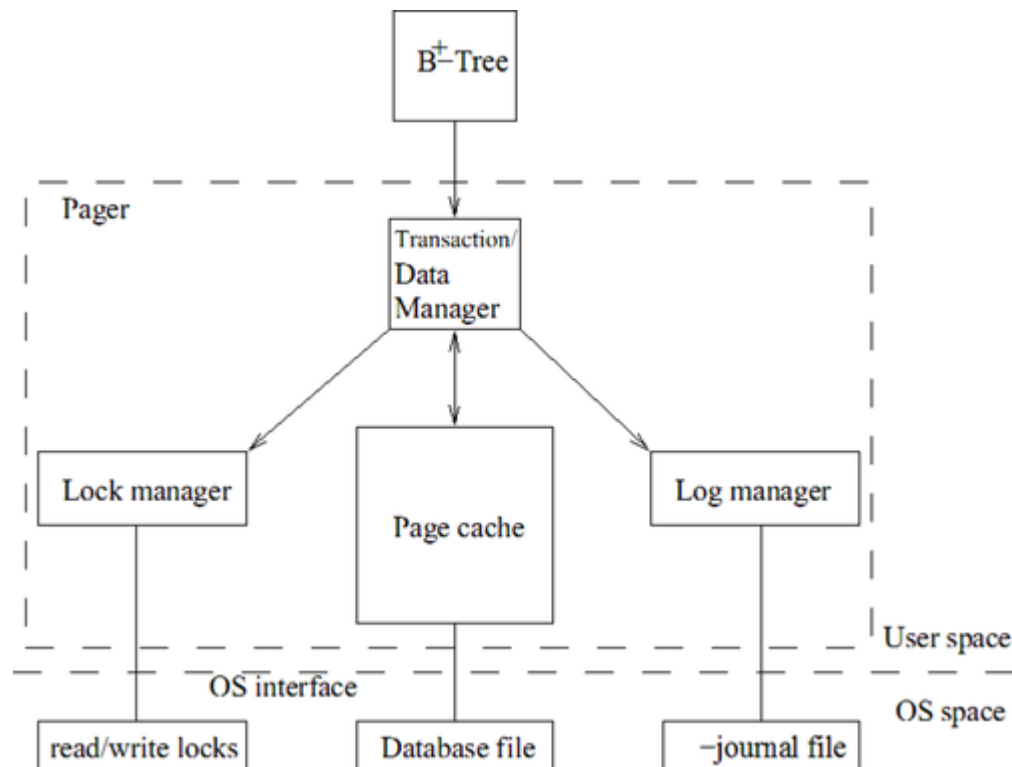 B+-Tree
Pager
Transaction/
Data
Manager
Lock manager
Page cache
Log manager
User space
OS interface
OS space
read/write locks
Database file
-journal file